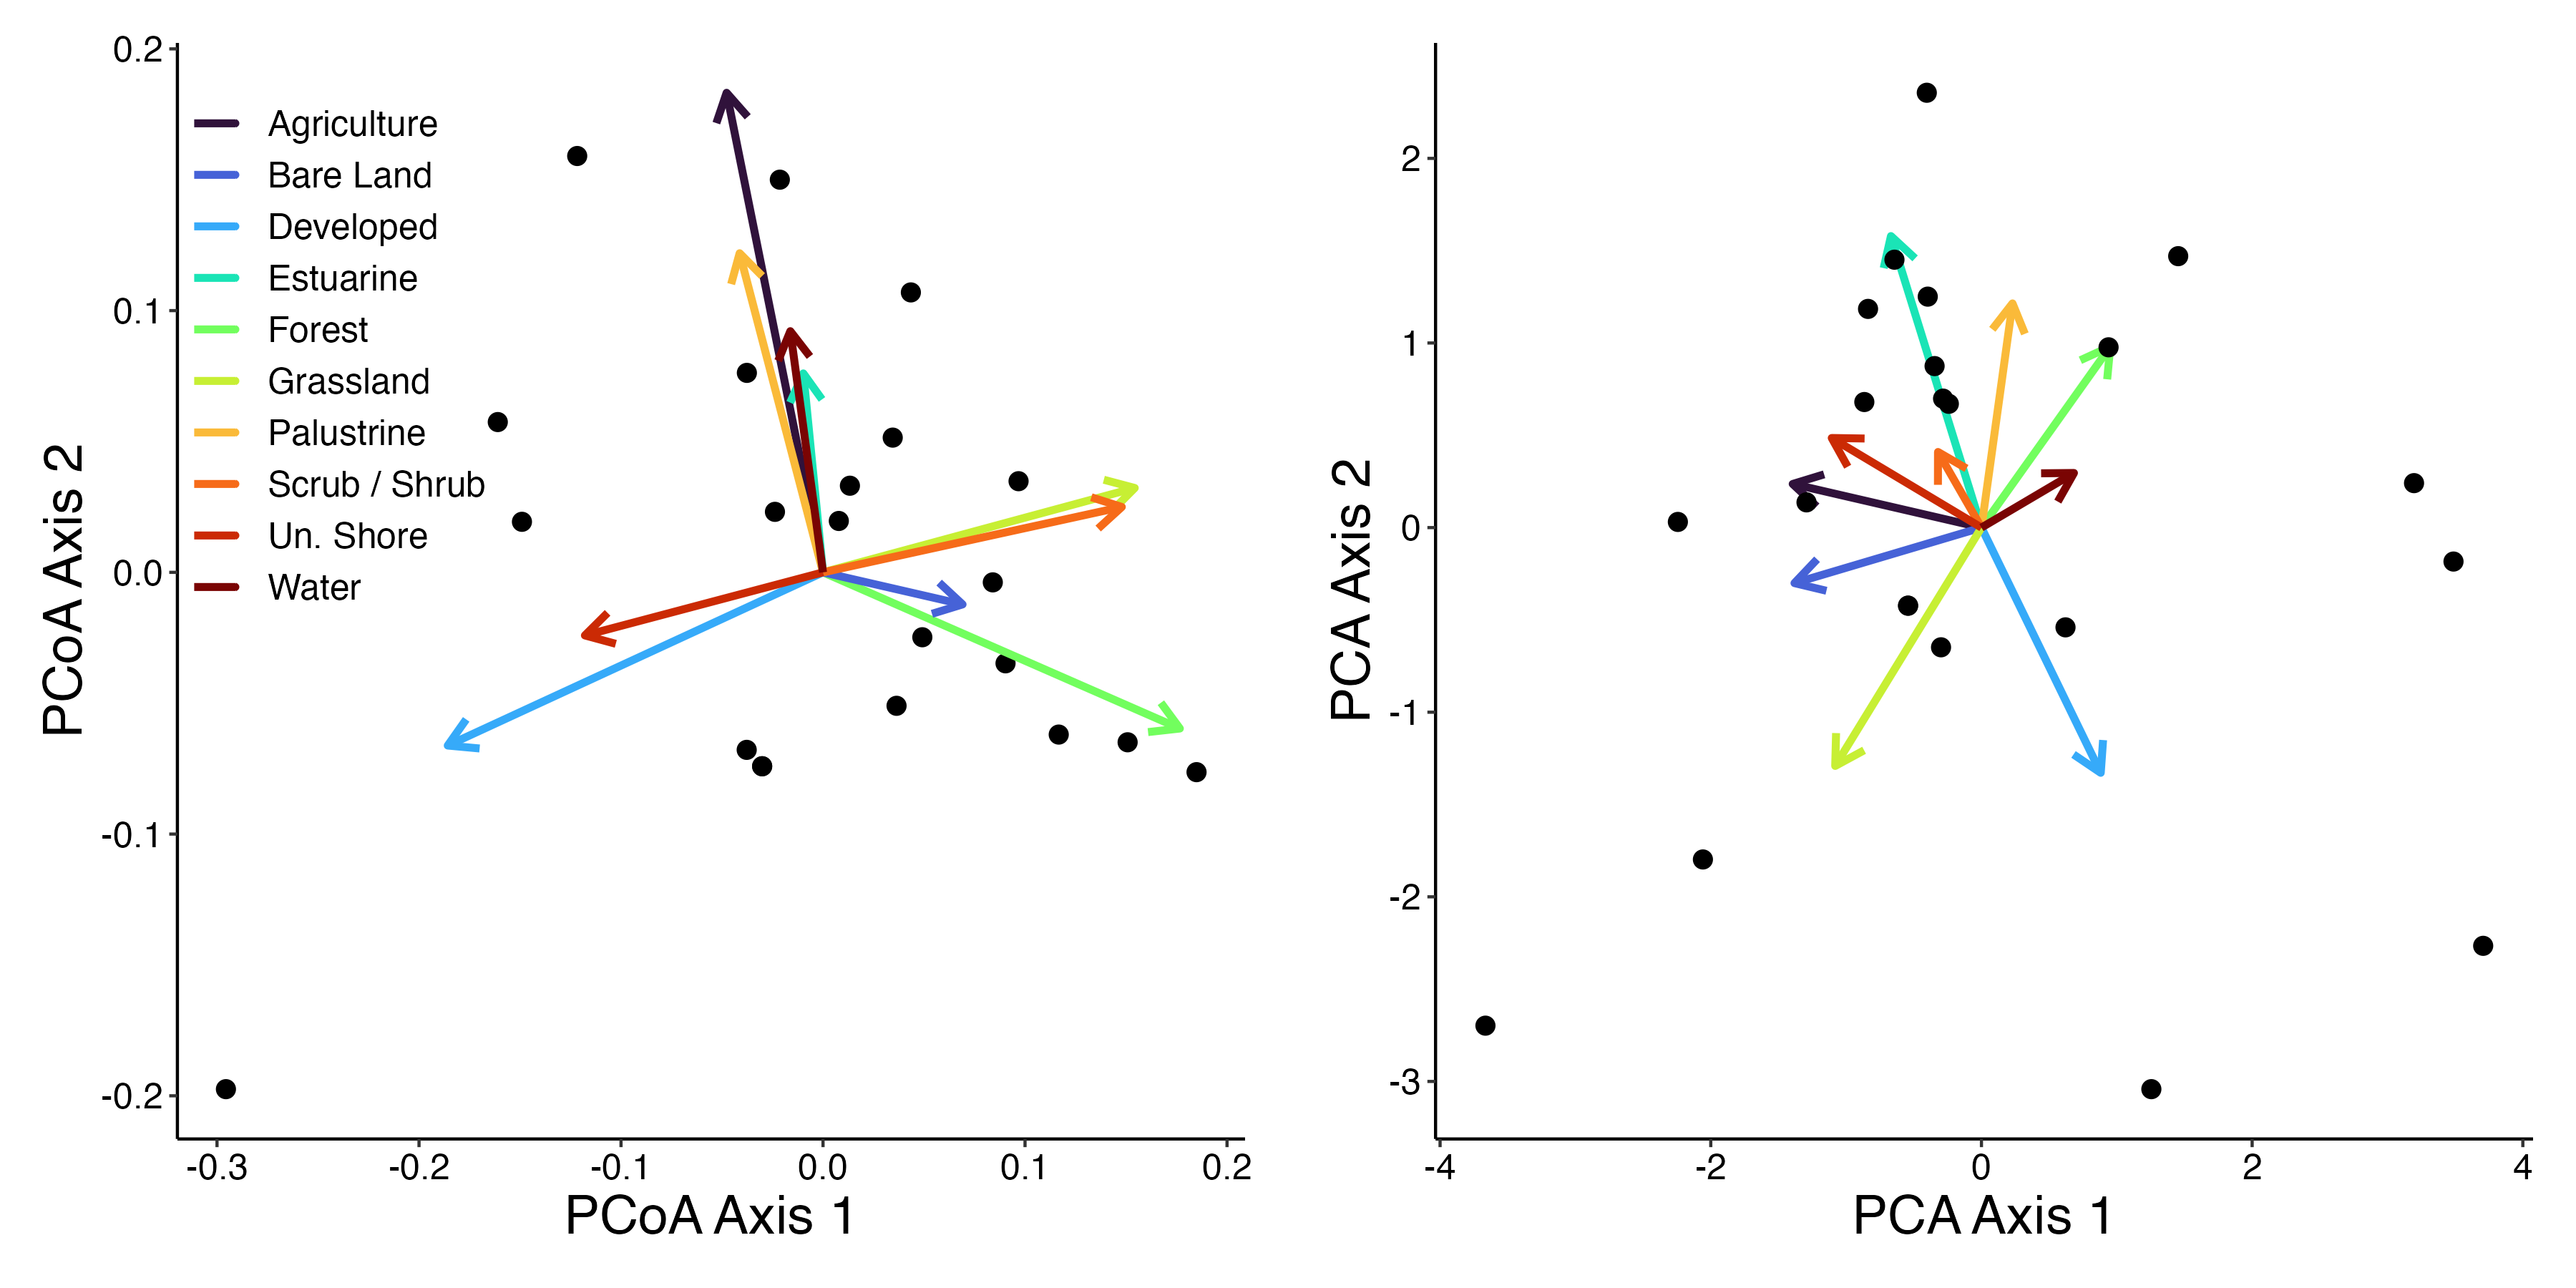 0.2
0.1
0.0
-0.1
-0.2
PCoA Axis 2
Agriculture
Bare Land
Developed
Estuarine
Forest
Grassland
Palustrine
Scrub / Shrub
Un. Shore
Water
-0.3 -0.2 -0.1 0.0 0.1 0.2
PCoA Axis 1
2
1
0
-1
-2
-3
PCA Axis 2
-4 -2 0 2 4
PCA Axis 1